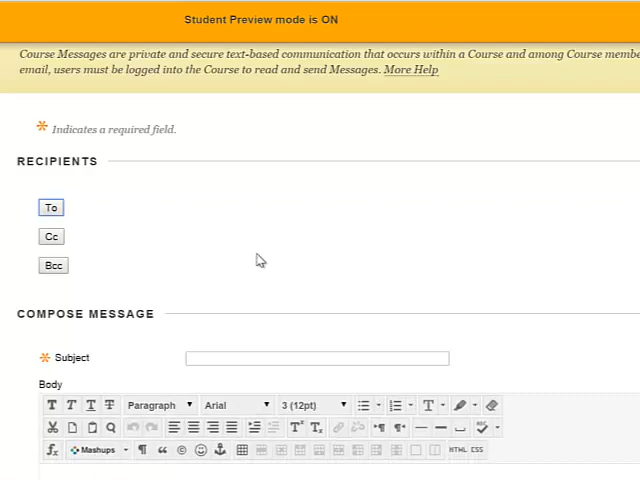 Student Preview mode is ON
Course Messages are private and secure text-based communication that occurs within a Course and among Course membe
email, users must be logged into the Course to read and send Messages. More Help
* Indicates a required field.
RECIPIENTS
To
Cc
Bcc
COMPOSE MESSAGE
* Subject
Body
T T T T Paragraph Arial 3 (12pt) T
T T ABC
fx Mashups ¶ “ © HTML CSS